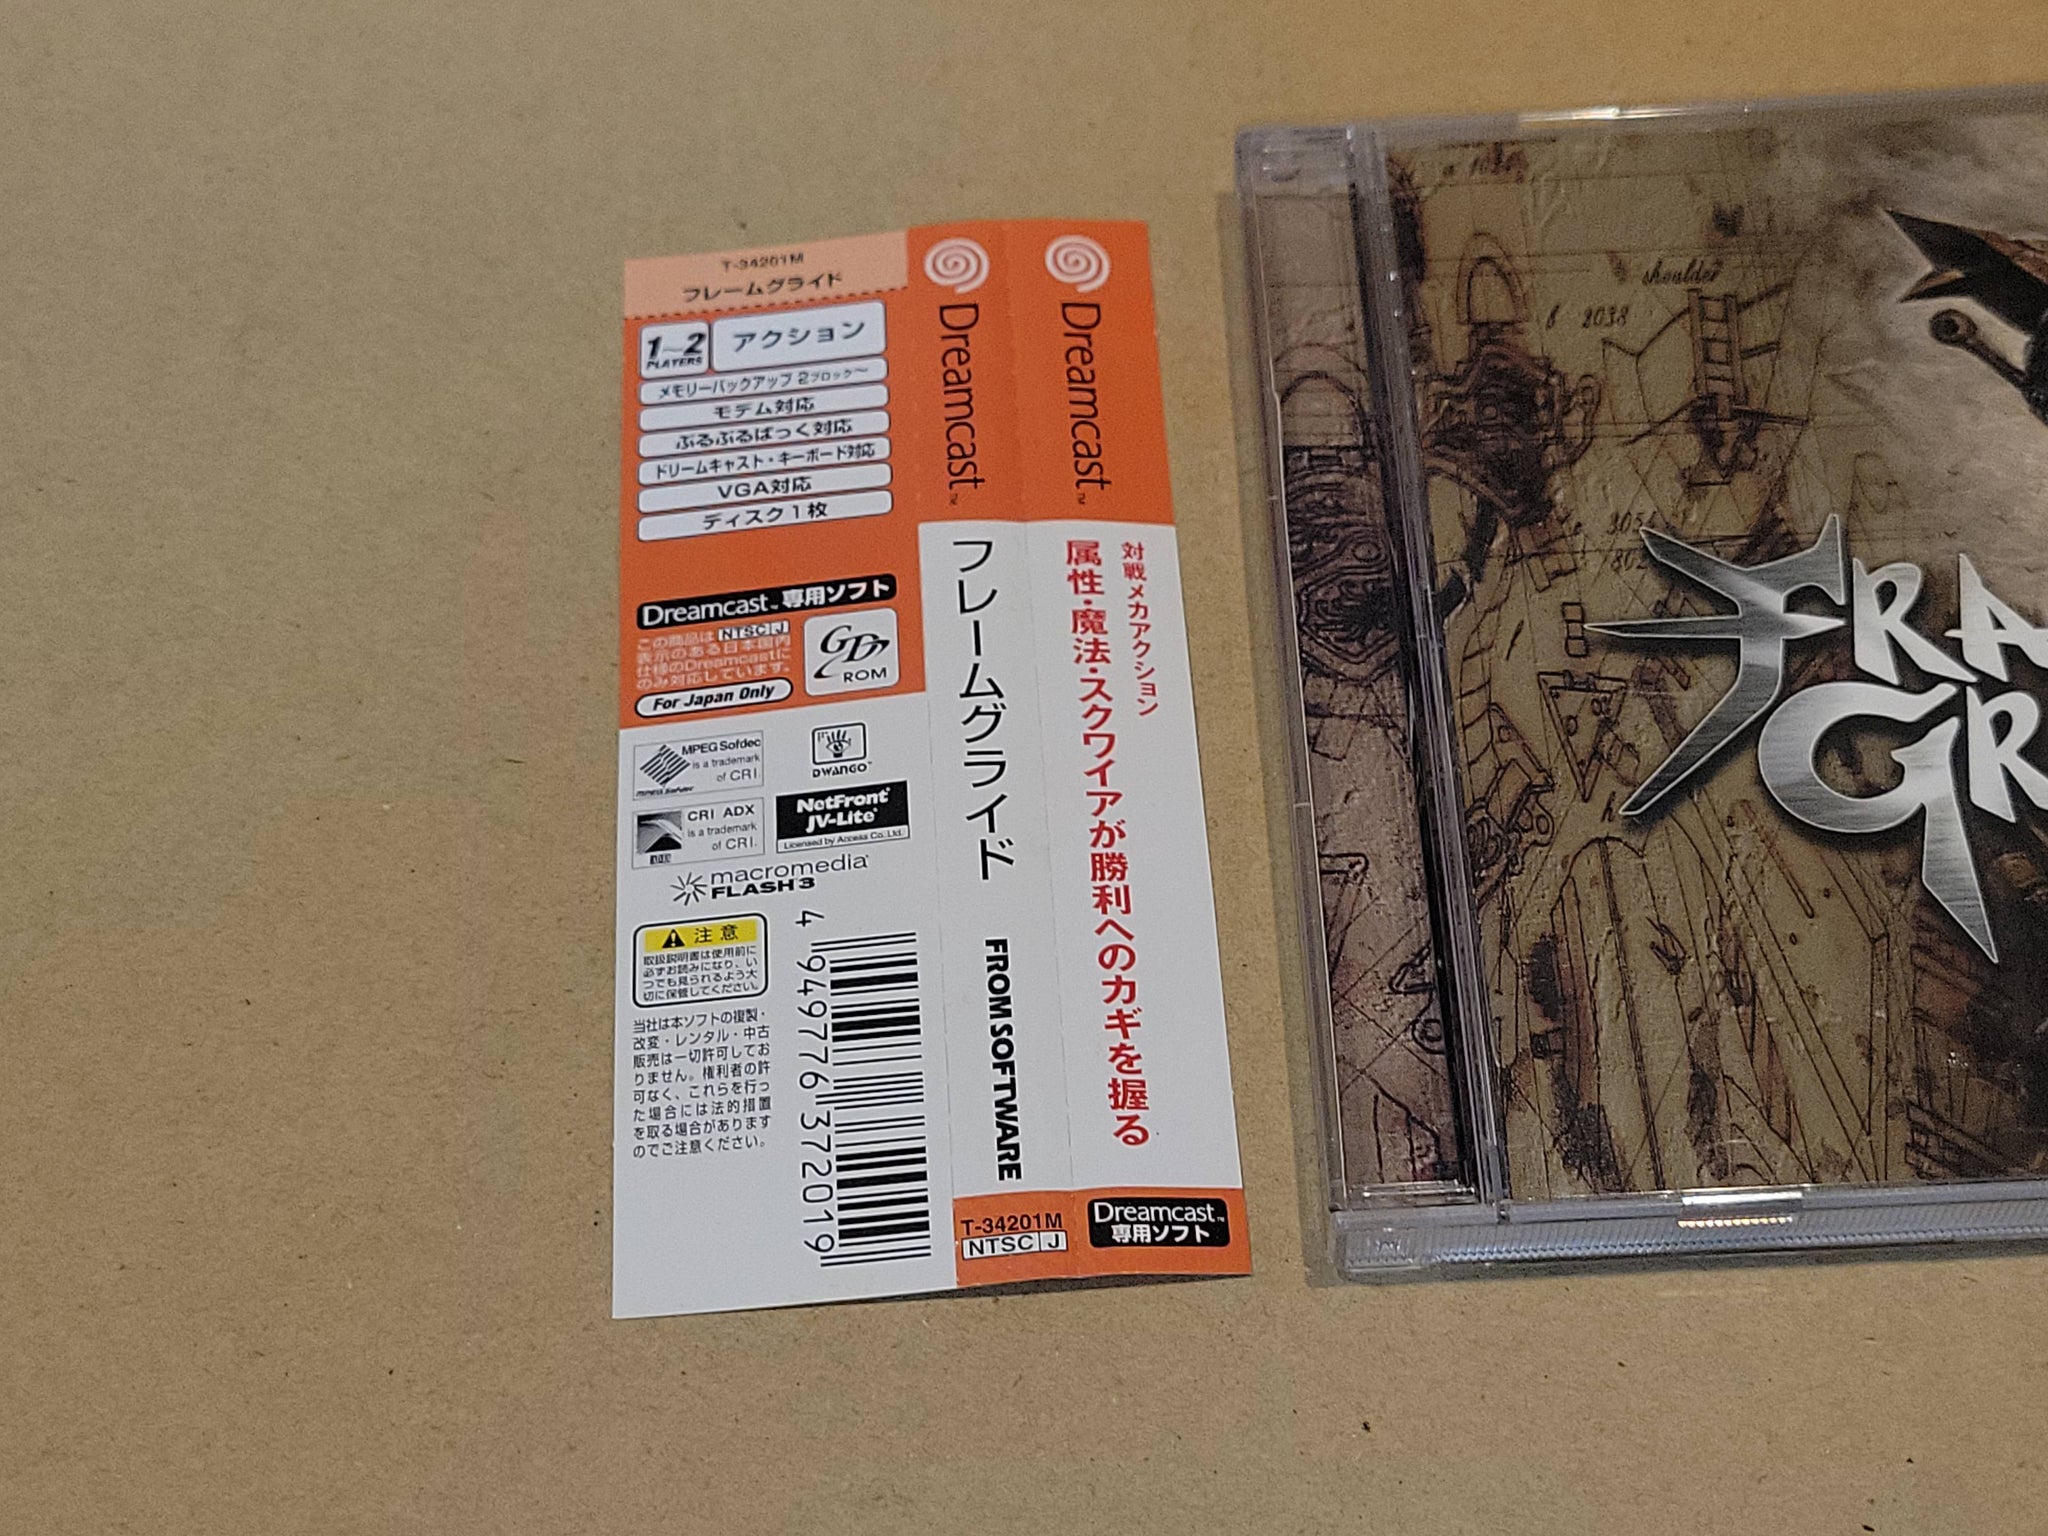 T-34201M
フレームグライド
1〜2
PLAYERS
アクション
メモリーバックアップ 2ブロック〜
モデム対応
ぷるぷるぱっく対応
ドリームキャスト・キーボード対応
VGA対応
ディスク1枚
Dreamcast™ 専用ソフト
この商品は NTSC J
表示のある日本国内
仕様のDreamcastに
のみ対応しています。
For Japan Only
GD
ROM
MPEG Sofdec
is a trademark
of CRI.
MPEG Sofdec
DWANGO™
CRI ADX
is a trademark
of CRI.
ADX
NetFront®
JV-Lite®
Licensed by Access Co., Ltd.
macromedia®
FLASH 3
注意
取扱説明書は使用前に
必ずお読みになり、い
つでも見られるよう大
切に保管してください。
当社は本ソフトの複製・
改変・レンタル・中古
販売は一切許可してお
りません。権利者の許
可なく、これらを行っ
た場合には法的措置
を取る場合があります
のでご注意ください。
4 949776 372019
Dreamcast™
フレームグライド
FROM SOFTWARE
T-34201M
NTSC J
Dreamcast™
対戦メカアクション
属性・魔法・スクワイアが勝利へのカギを握る
Dreamcast™
専用ソフト
shoulder
2038
FRA
GR